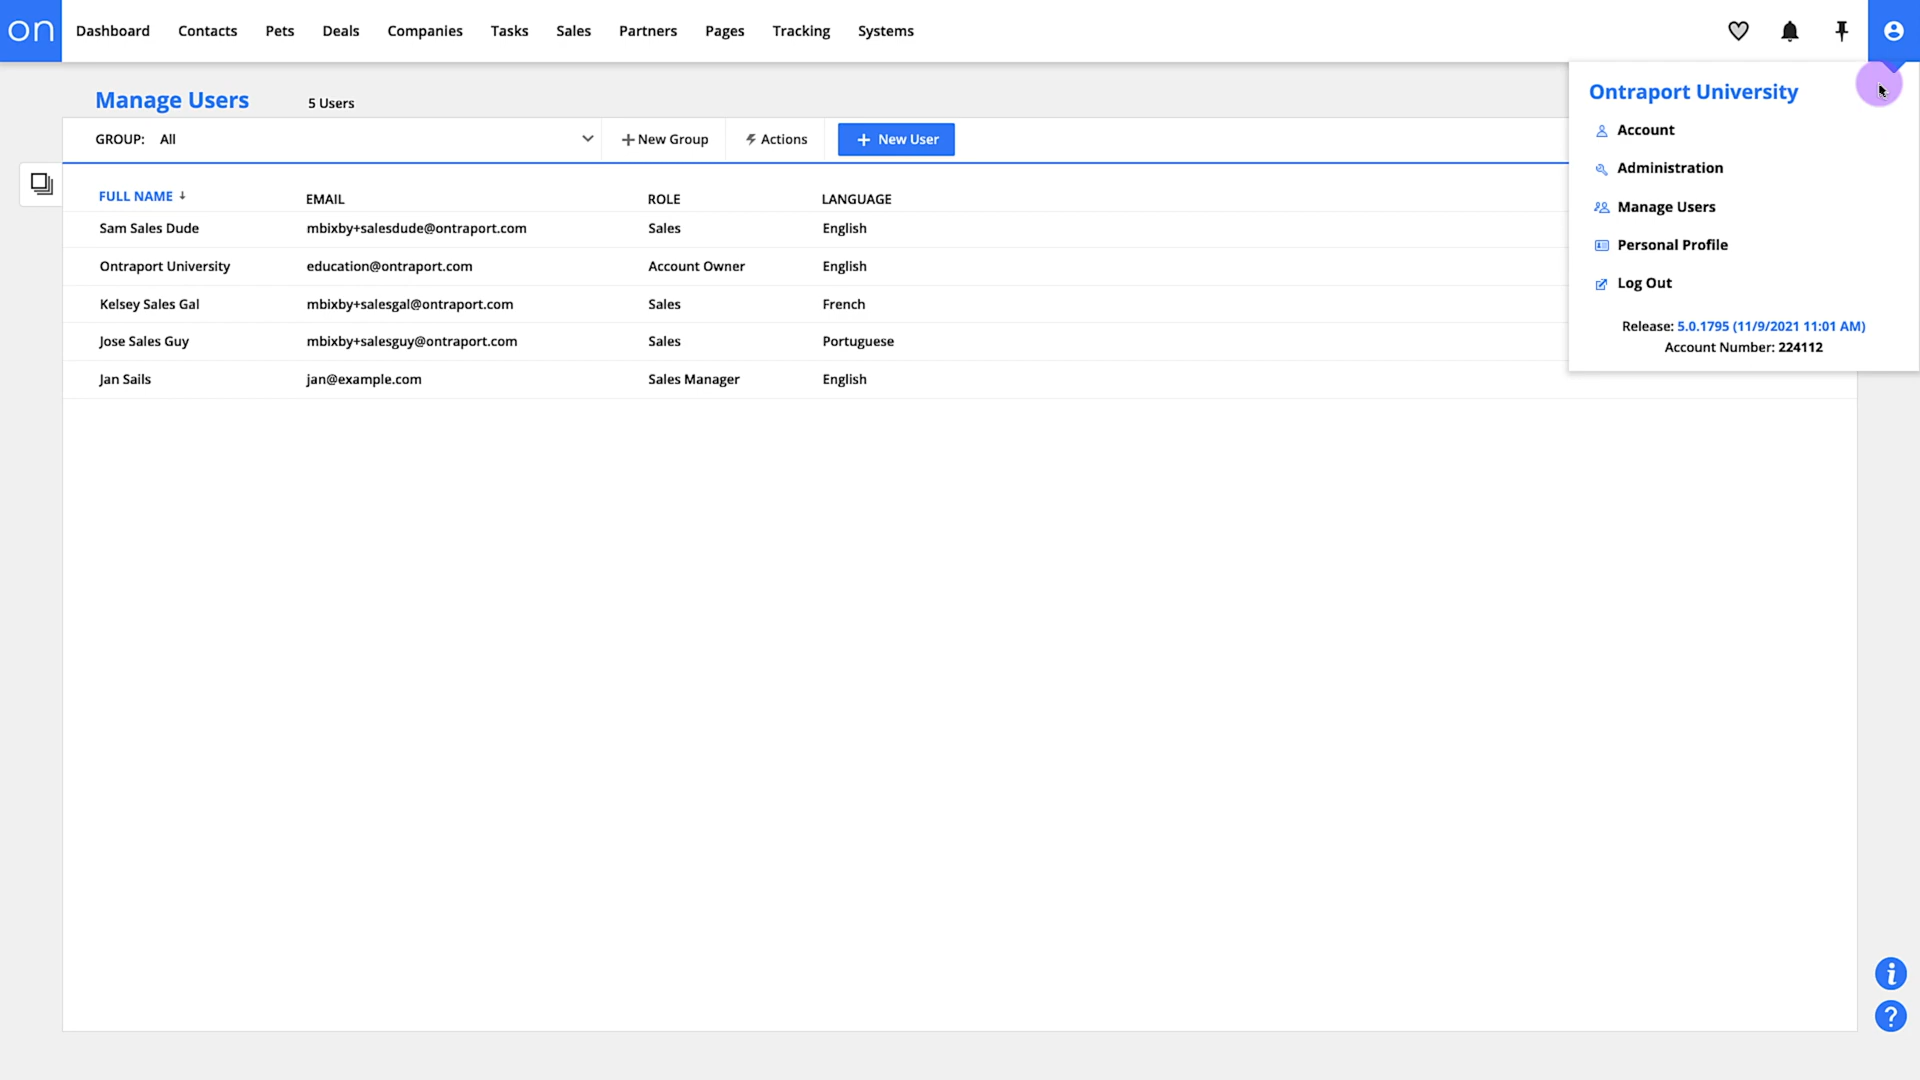 on Dashboard Contacts Pets Deals Companies Tasks Sales Partners Pages Tracking Systems
Manage Users 5 Users
GROUP: All New Group Actions New User
FULL NAME EMAIL ROLE LANGUAGE
Sam Sales Dude mbixby+salesdude@ontraport.com Sales English
Ontraport University education@ontraport.com Account Owner English
Kelsey Sales Gal mbixby+salesgal@ontraport.com Sales French
Jose Sales Guy mbixby+salesguy@ontraport.com Sales Portuguese
Jan Sails jan@example.com Sales Manager English
Ontraport University
Account
Administration
Manage Users
Personal Profile
Log Out
Release: 5.0.1795 (11/9/2021 11:01 AM)
Account Number: 224112